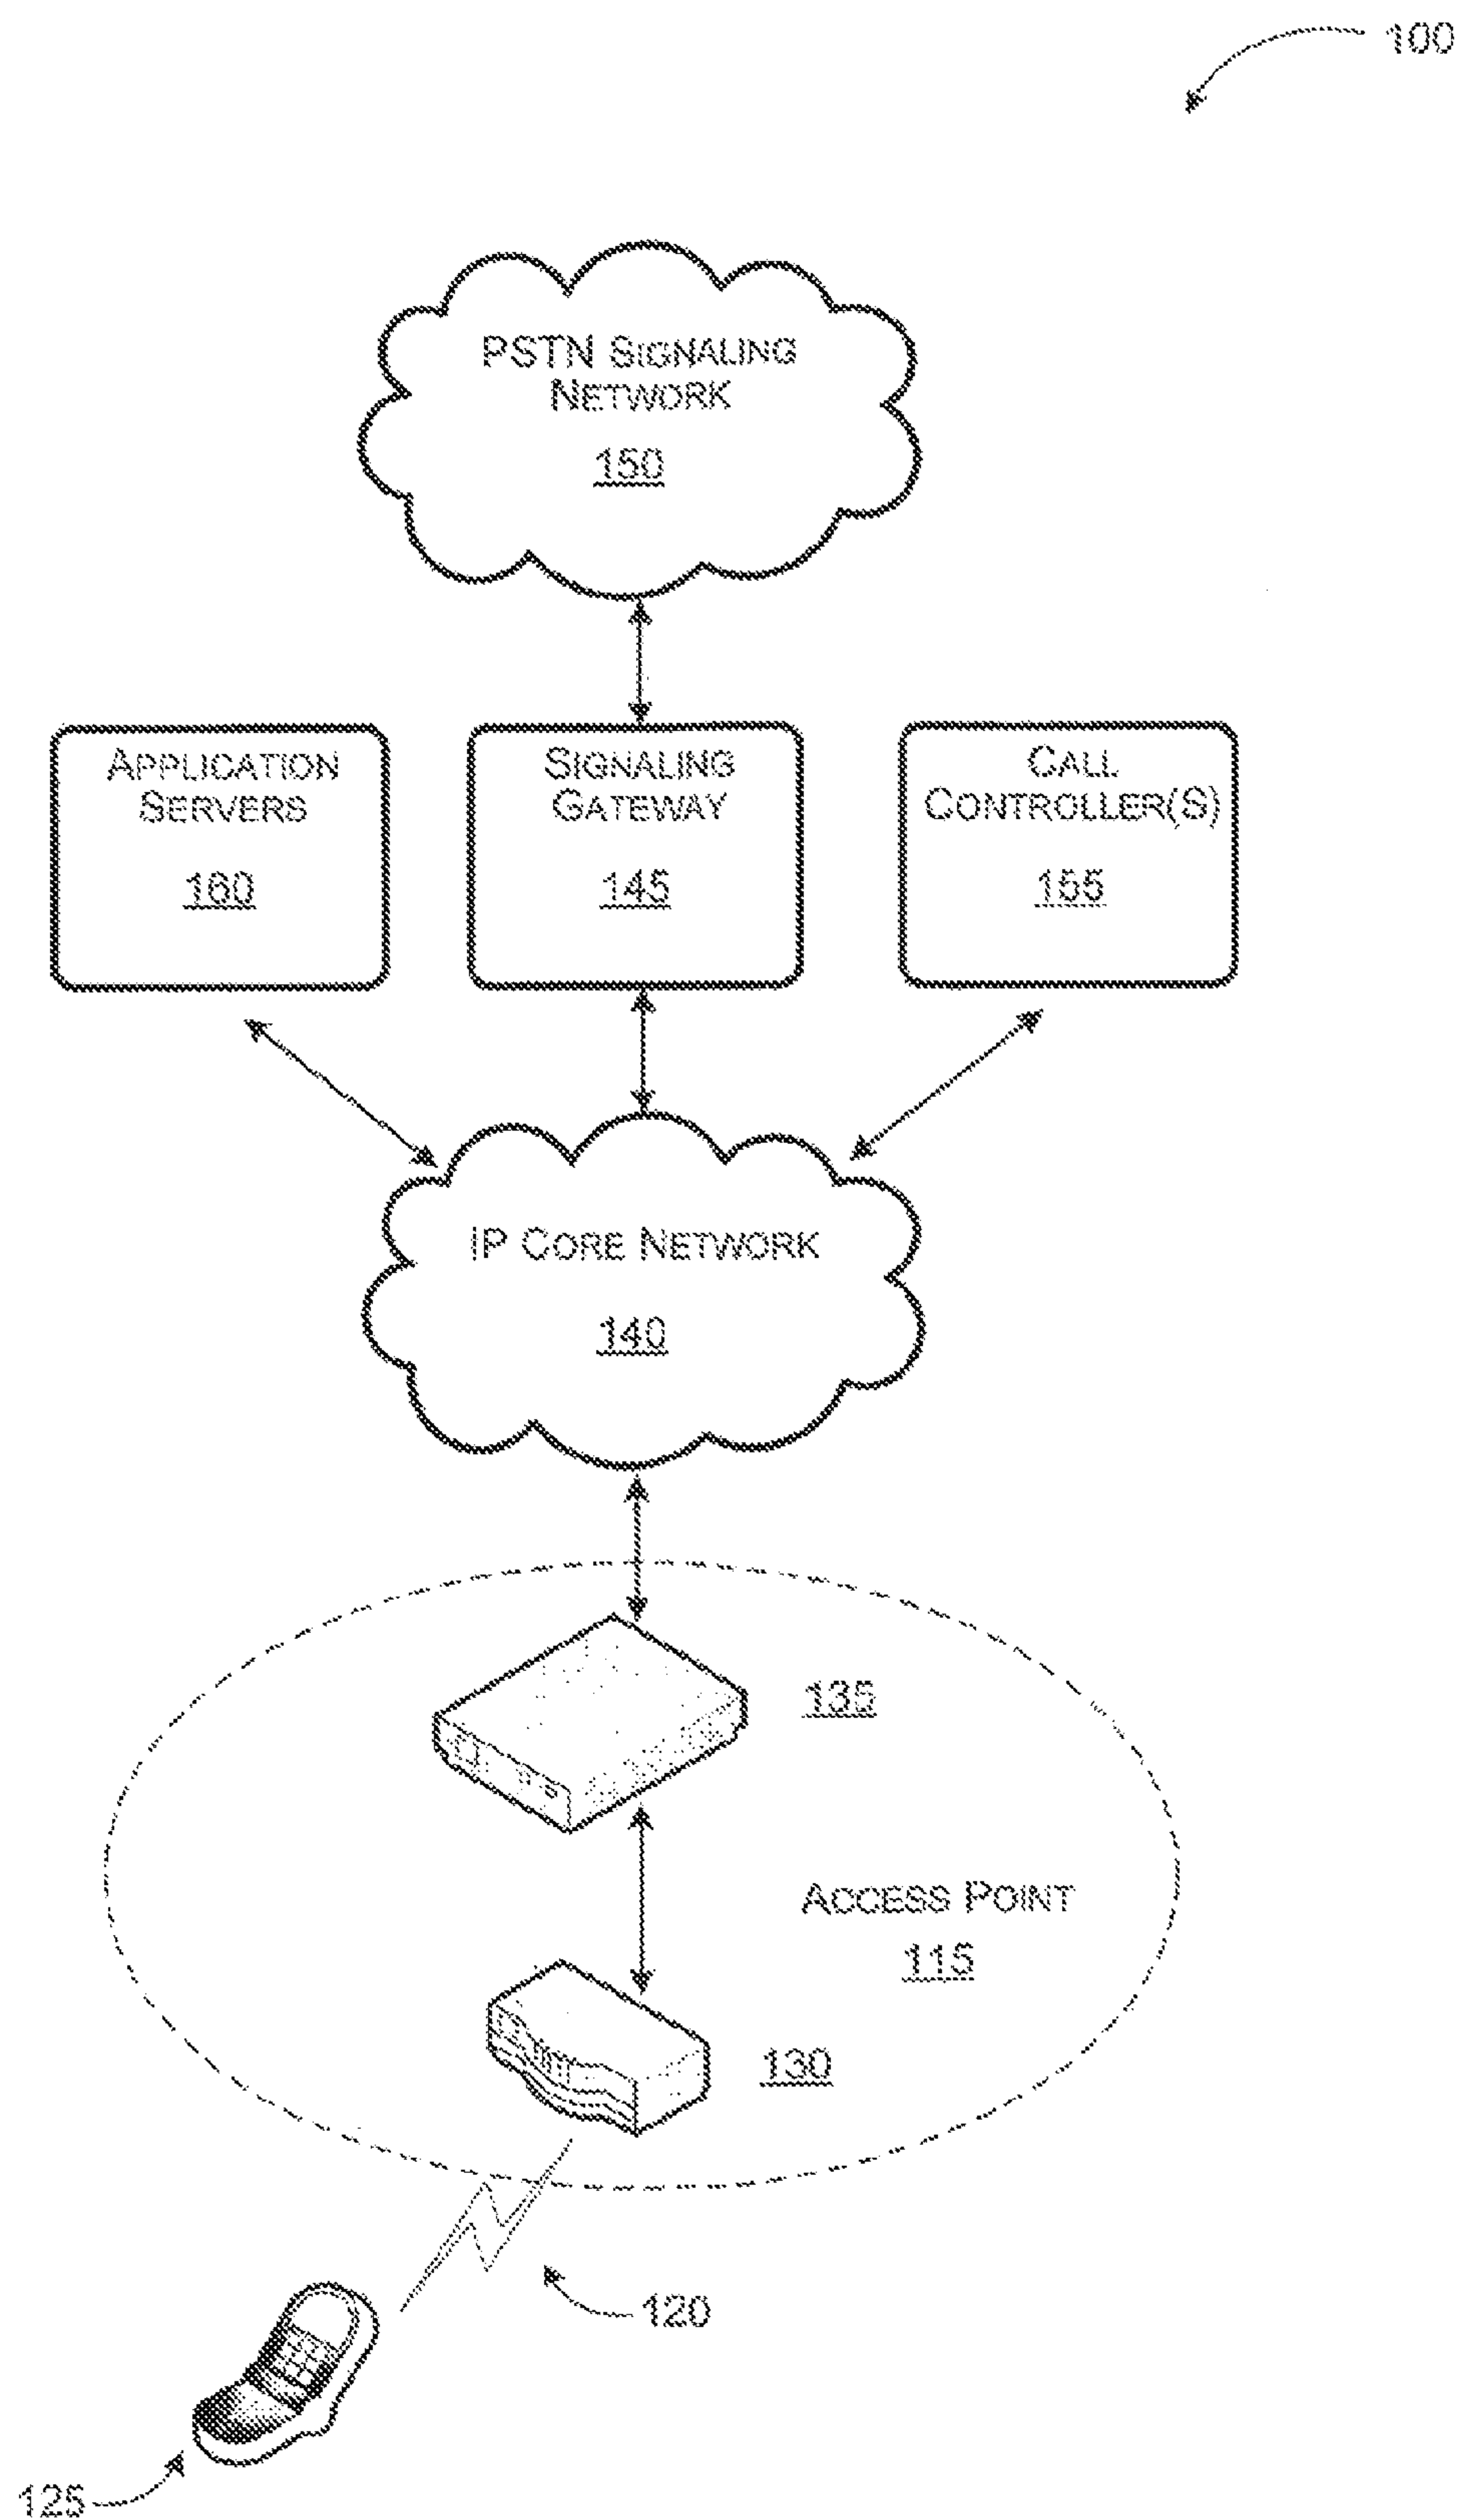 100
PSTN SIGNALING
NETWORK
150
APPLICATION
SERVERS
160
SIGNALING
GATEWAY
145
CALL
CONTROLLER(S)
155
IP CORE NETWORK
140
135
ACCESS POINT
115
130
120
125